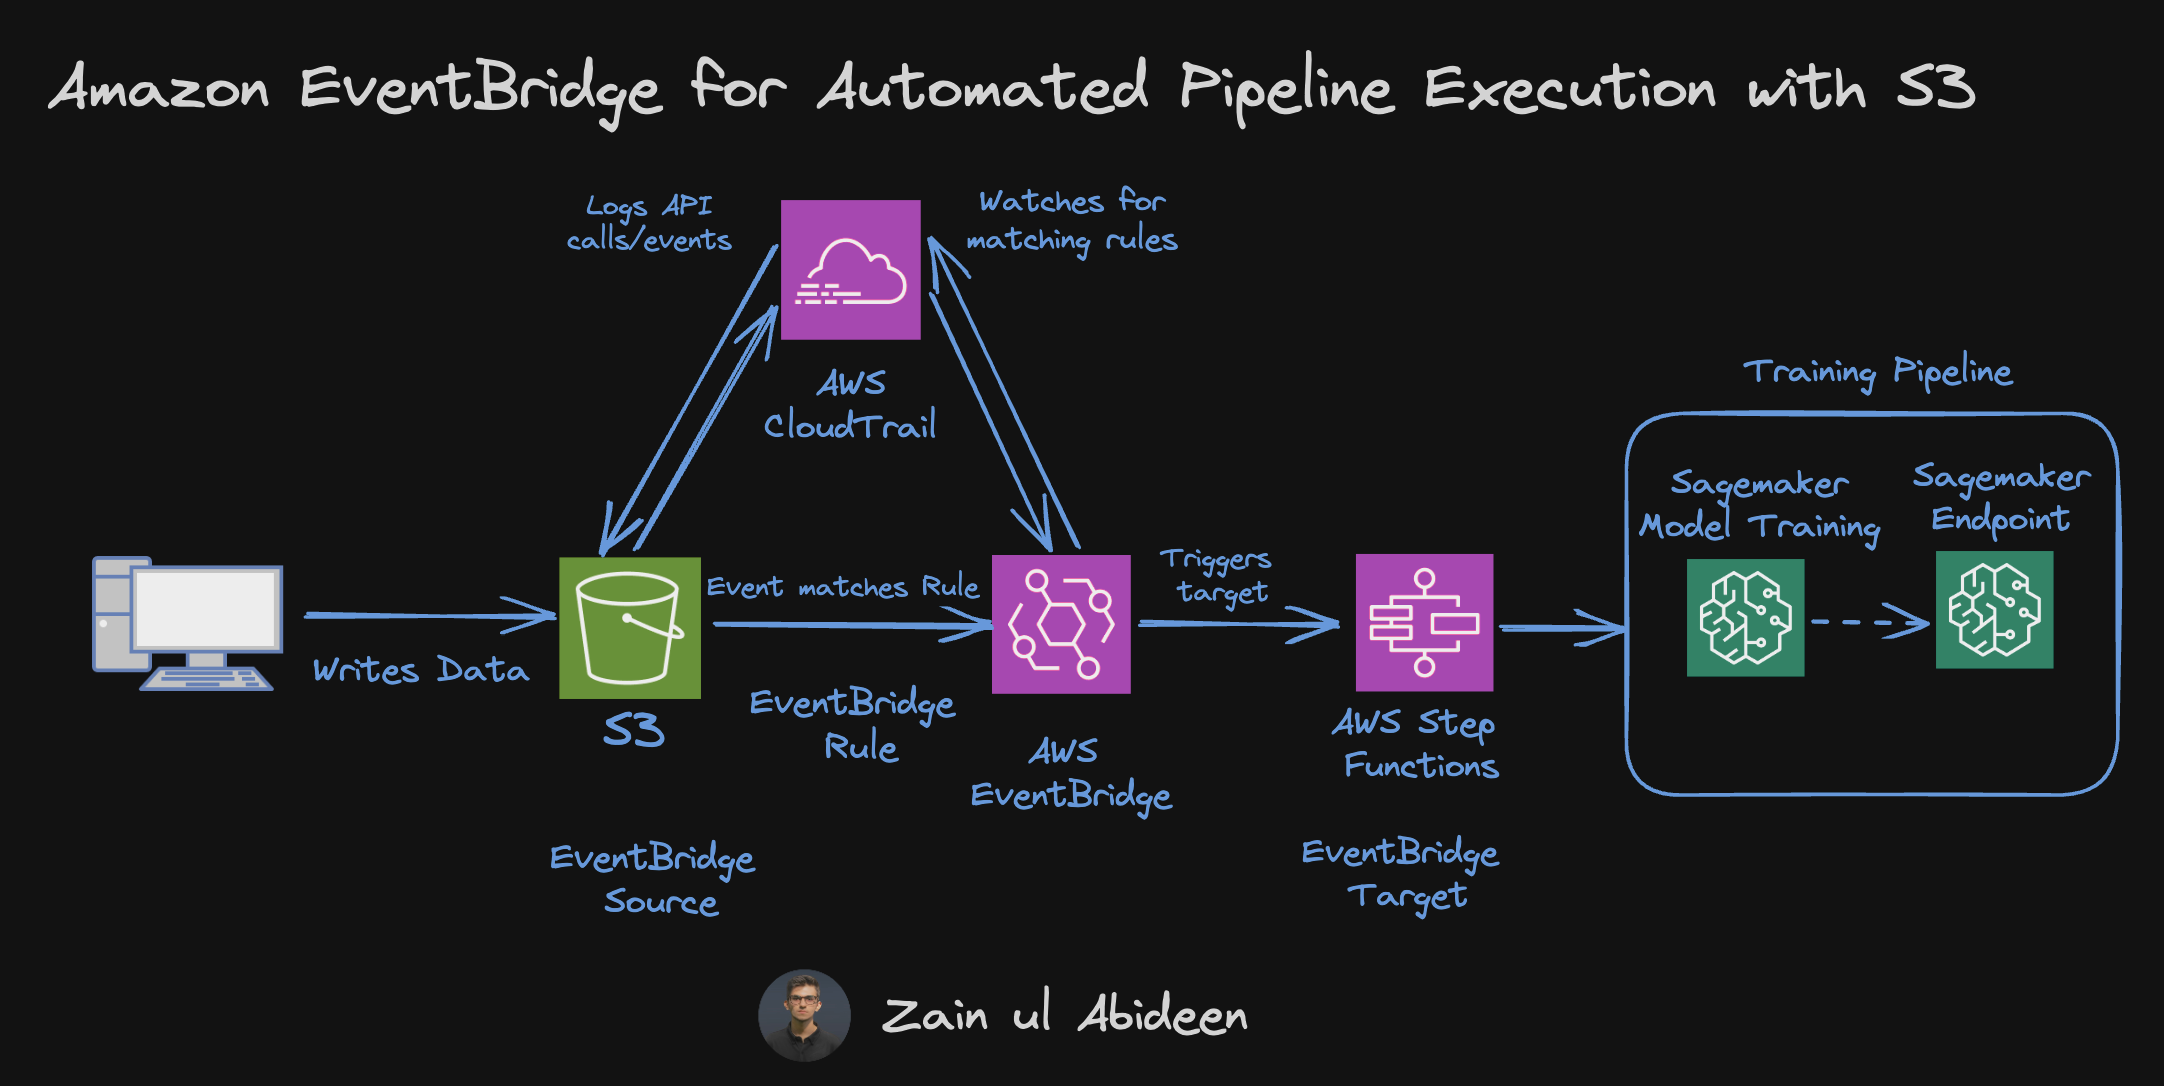 Amazon EventBridge for Automated Pipeline Execution with S3
Logs API
calls/events
Watches for
matching rules
AWS
CloudTrail
Training Pipeline
Sagemaker
Model Training
Sagemaker
Endpoint
Writes Data
Event matches Rule
Triggers
target
S3
EventBridge
Rule
AWS
EventBridge
AWS Step
Functions
EventBridge
Source
EventBridge
Target
Zain ul Abideen